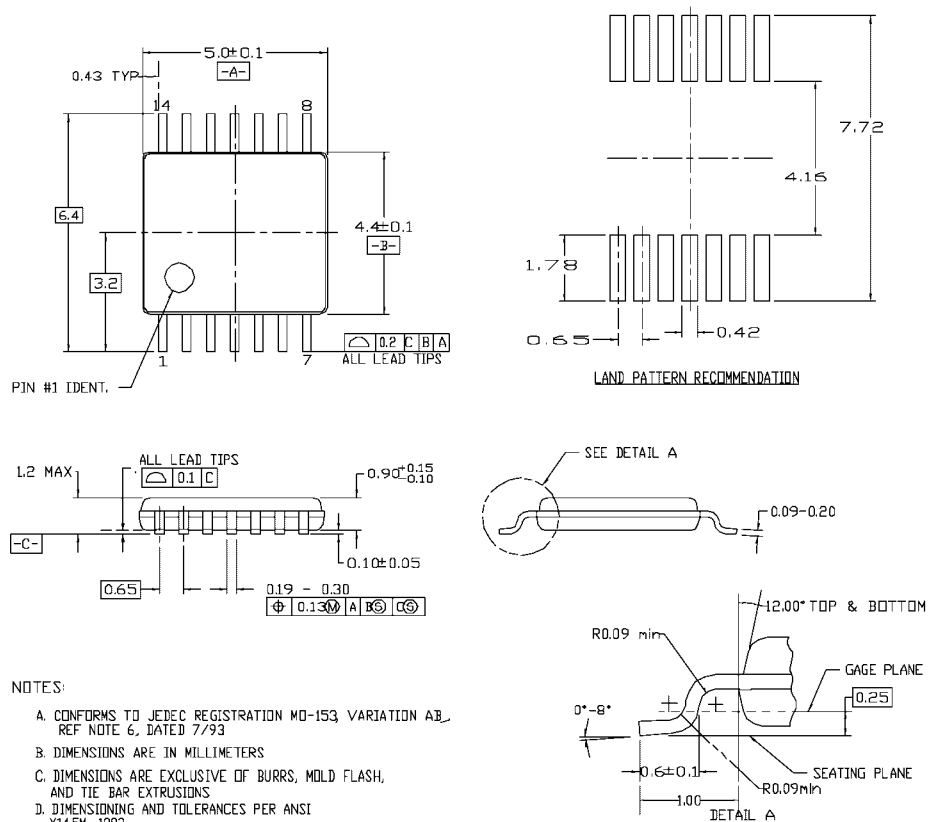 5.0±0.1
-A-
0.43 TYP
14 8
6.4
3.2
4.4±0.1
-B-
0.2 C B A
ALL LEAD TIPS
1 7
PIN #1 IDENT.
7.72
4.16
1.78
0.65
0.42
LAND PATTERN RECOMMENDATION
ALL LEAD TIPS
0.1 C
1.2 MAX
0.90+0.15 -0.10
-C-
0.10±0.05
0.65
0.19 - 0.30
0.13Ⓜ A BⓈ CⓈ
SEE DETAIL A
0.09-0.20
12.00° TOP & BOTTOM
R0.09 min
GAGE PLANE
0.25
0°-8°
0.6±0.1
SEATING PLANE
R0.09min
1.00
DETAIL A
NOTES:
A. CONFORMS TO JEDEC REGISTRATION MO-153, VARIATION AB,
REF NOTE 6, DATED 7/93
B. DIMENSIONS ARE IN MILLIMETERS
C. DIMENSIONS ARE EXCLUSIVE OF BURRS, MOLD FLASH,
AND TIE BAR EXTRUSIONS
D. DIMENSIONING AND TOLERANCES PER ANSI